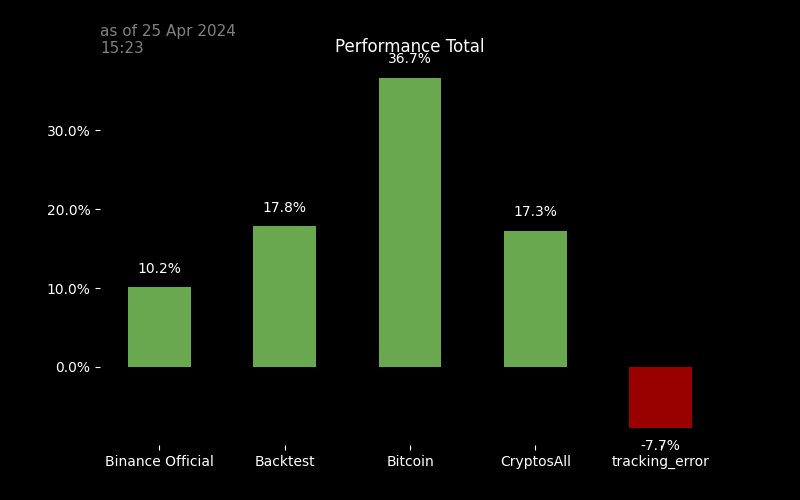 as of 25 Apr 2024
15:23
Performance Total
36.7%
30.0%
20.0%
17.8%
17.3%
10.2%
10.0%
0.0%
-7.7%
Binance Official
Backtest
Bitcoin
CryptosAll
tracking_error